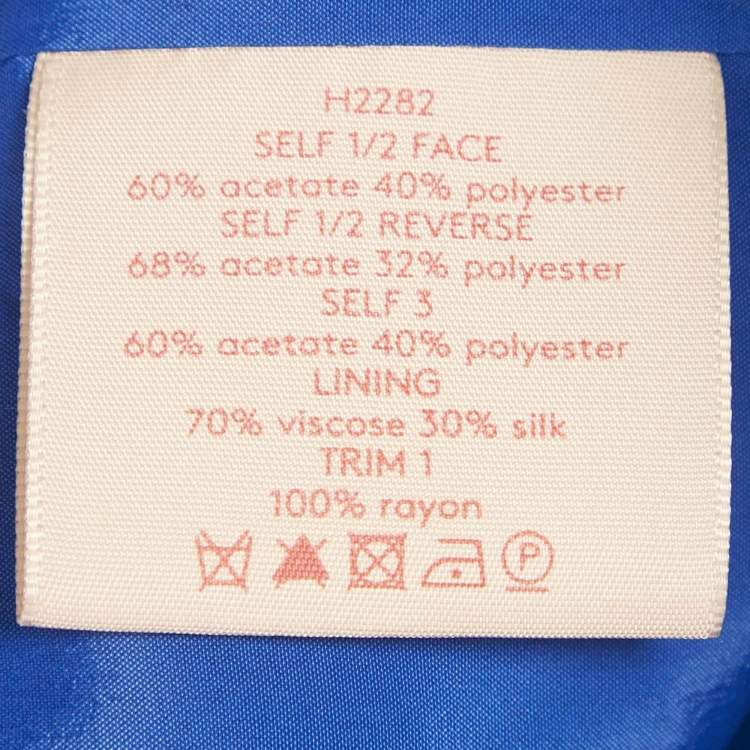 H2282
SELF 1/2 FACE
60% acetate 40% polyester
SELF 1/2 REVERSE
68% acetate 32% polyester
SELF 3
60% acetate 40% polyester
LINING
70% viscose 30% silk
TRIM 1
100% rayon
P